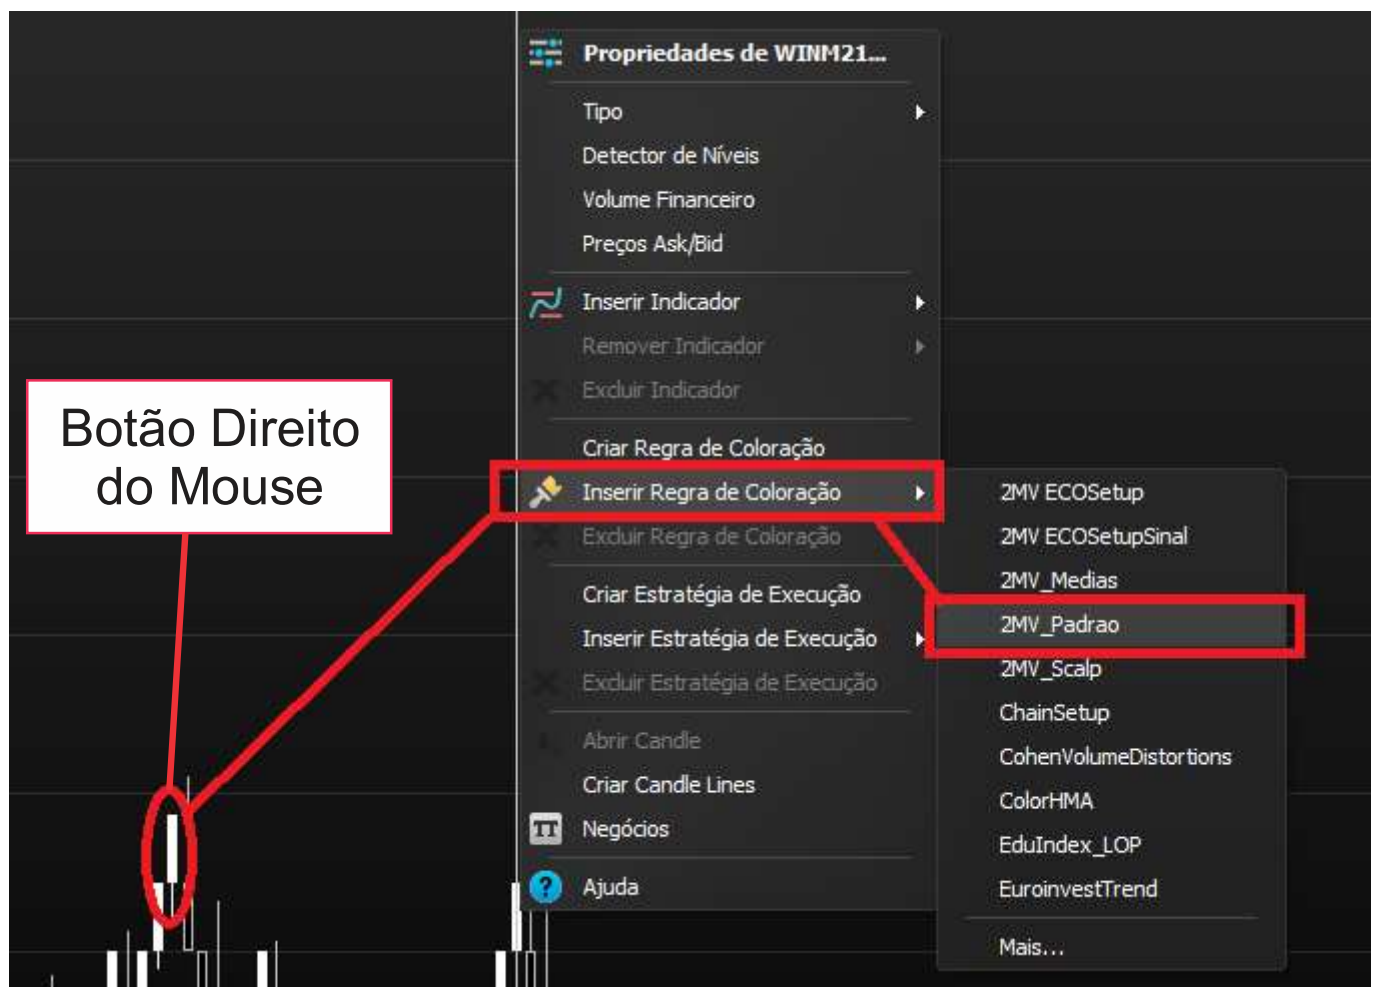 Propriedades de WINM21...
Tipo
Detector de Níveis
Volume Financeiro
Preços Ask/Bid
Inserir Indicador
Remover Indicador
Excluir Indicador
Botão Direito
do Mouse
Criar Regra de Coloração
Inserir Regra de Coloração
Excluir Regra de Coloração
Criar Estratégia de Execução
Inserir Estratégia de Execução
Excluir Estratégia de Execução
Abrir Candle
Criar Candle Lines
Negócios
Ajuda
2MV ECOSetup
2MV ECOSetupSinal
2MV_Medias
2MV_Padrao
2MV_Scalp
ChainSetup
CohenVolumeDistortions
ColorHMA
EduIndex_LOP
EuroinvestTrend
Mais...